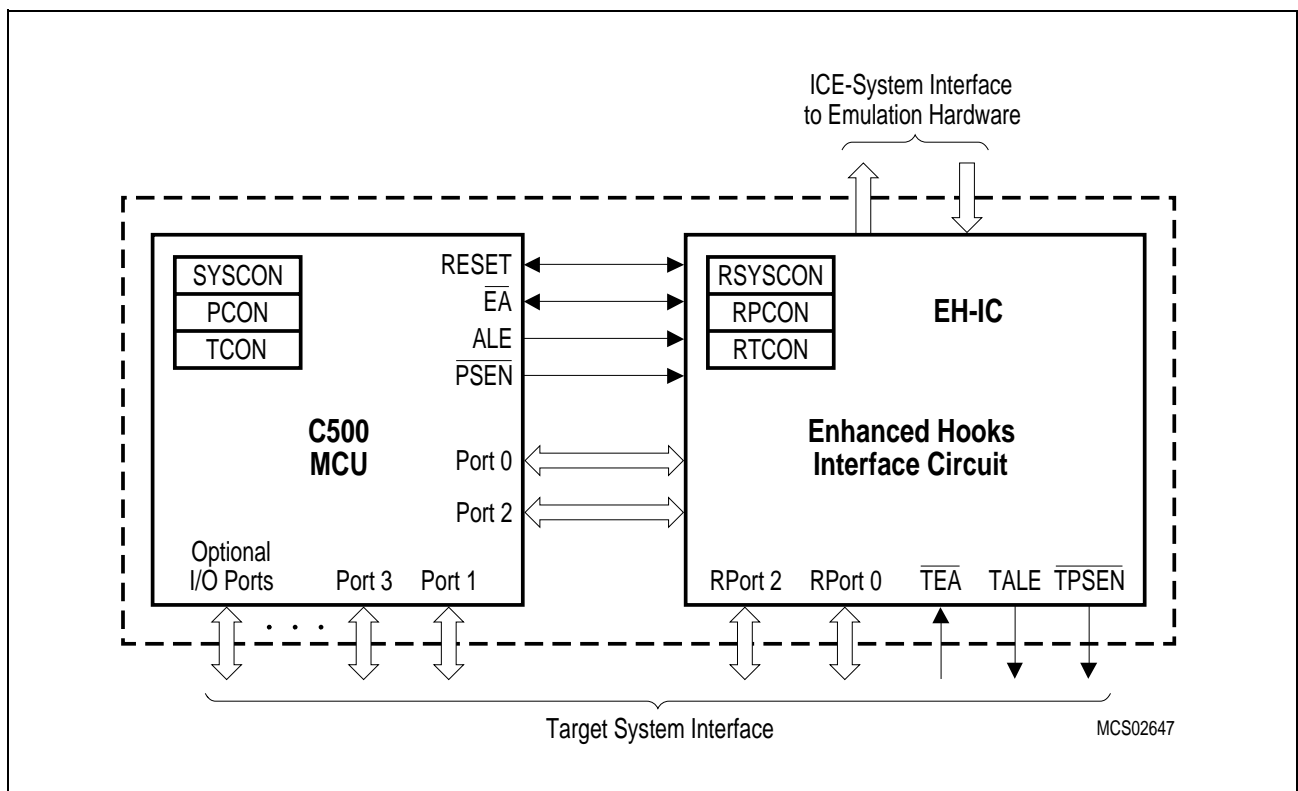 ICE-System Interface
to Emulation Hardware
SYSCON
PCON
TCON
RESET
EA
ALE
PSEN
RSYSCON
RPCON
RTCON
EH-IC
C500
MCU
Port 0
Port 2
Enhanced Hooks
Interface Circuit
Optional
I/O Ports
. . .
Port 3
Port 1
RPort 2
RPort 0
TEA
TALE
TPSEN
Target System Interface
MCS02647